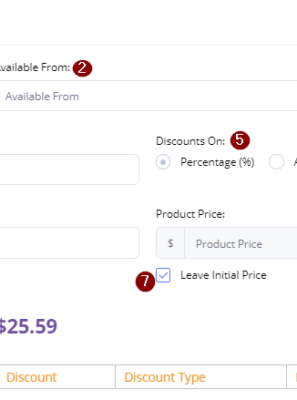 Available From: 2
Available From
Discounts On: 5
Percentage (%)
Product Price:
$ Product Price
7 Leave Initial Price
$25.59
Discount Discount Type